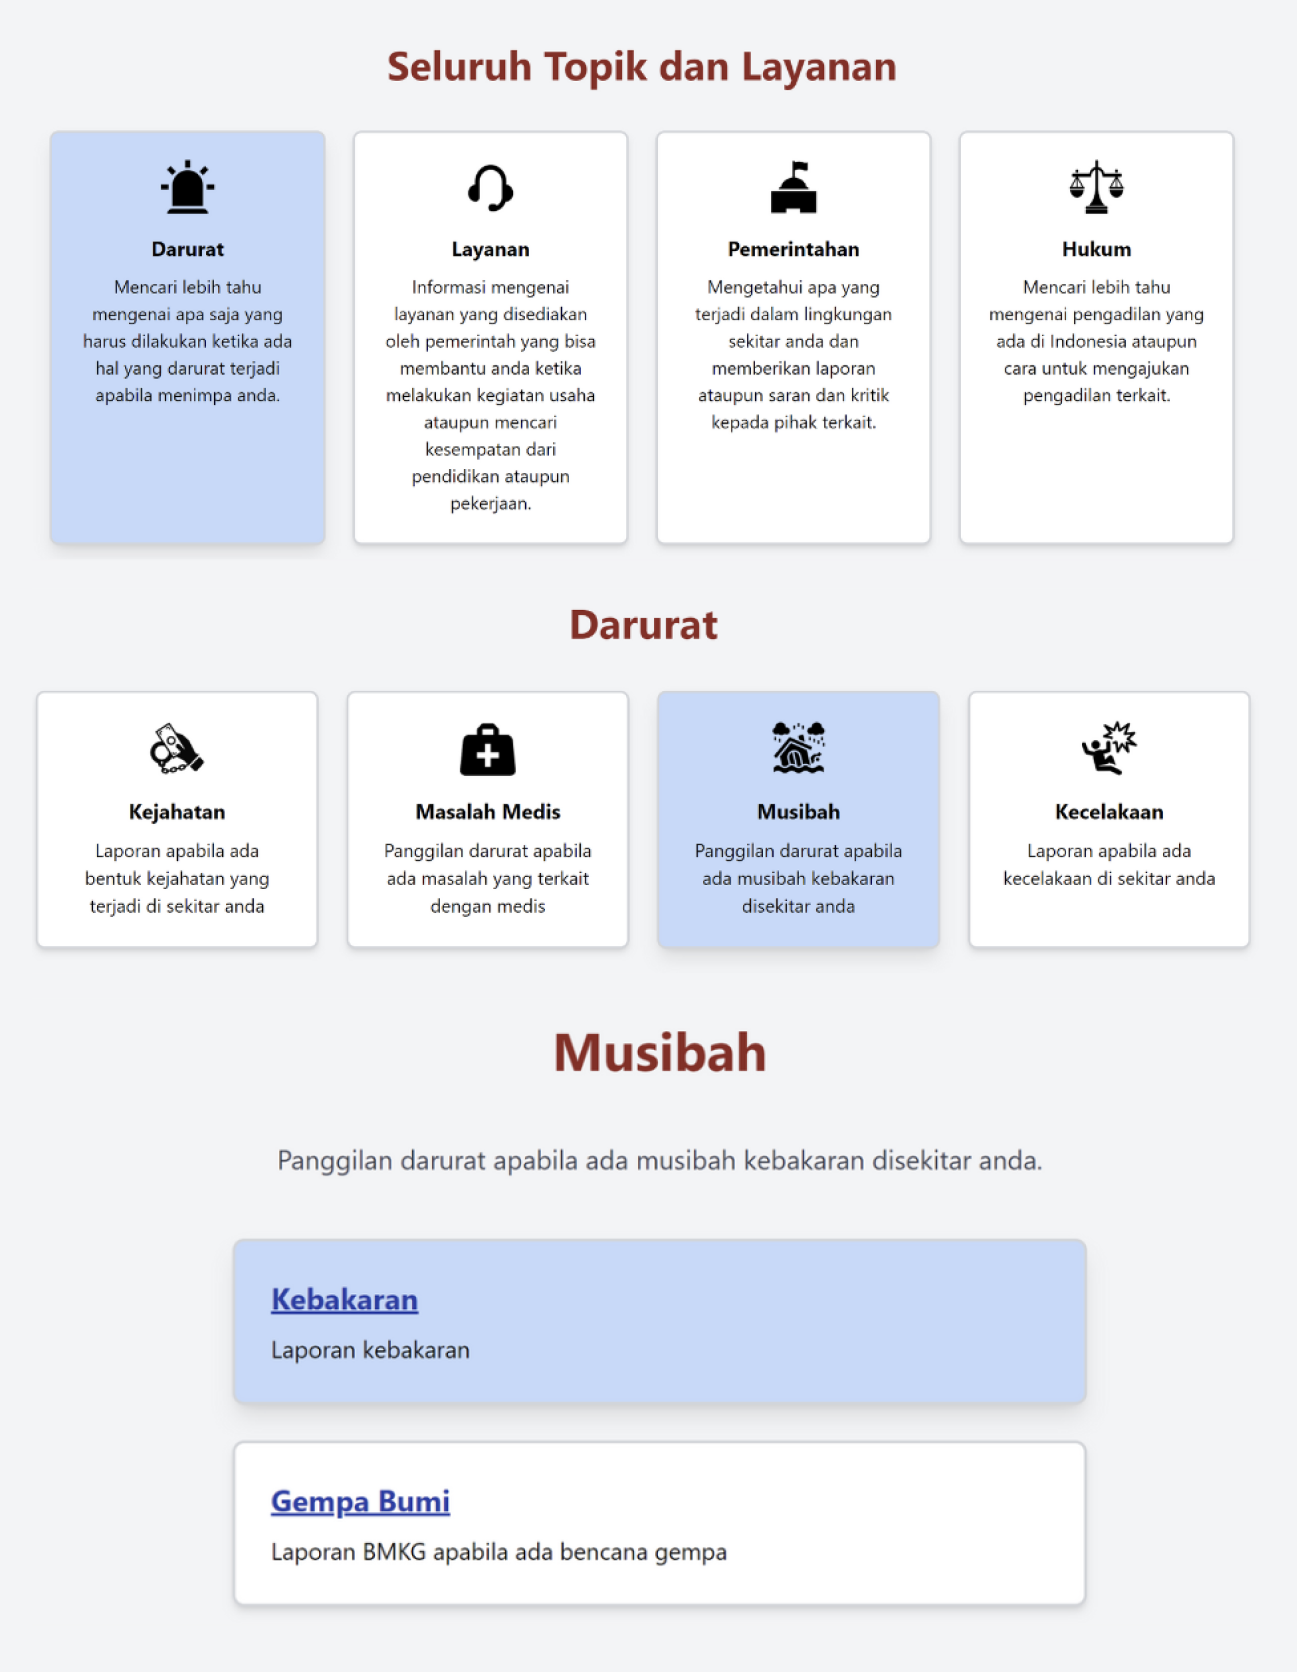 Seluruh Topik dan Layanan
Darurat
Mencari lebih tahu
mengenai apa saja yang
harus dilakukan ketika ada
hal yang darurat terjadi
apabila menimpa anda.
Layanan
Informasi mengenai
layanan yang disediakan
oleh pemerintah yang bisa
membantu anda ketika
melakukan kegiatan usaha
ataupun mencari
kesempatan dari
pendidikan ataupun
pekerjaan.
Pemerintahan
Mengetahui apa yang
terjadi dalam lingkungan
sekitar anda dan
memberikan laporan
ataupun saran dan kritik
kepada pihak terkait.
Hukum
Mencari lebih tahu
mengenai pengadilan yang
ada di Indonesia ataupun
cara untuk mengajukan
pengadilan terkait.
Darurat
Kejahatan
Laporan apabila ada
bentuk kejahatan yang
terjadi di sekitar anda
Masalah Medis
Panggilan darurat apabila
ada masalah yang terkait
dengan medis
Musibah
Panggilan darurat apabila
ada musibah kebakaran
disekitar anda
Kecelakaan
Laporan apabila ada
kecelakaan di sekitar anda
Musibah
Panggilan darurat apabila ada musibah kebakaran disekitar anda.
Kebakaran
Laporan kebakaran
Gempa Bumi
Laporan BMKG apabila ada bencana gempa